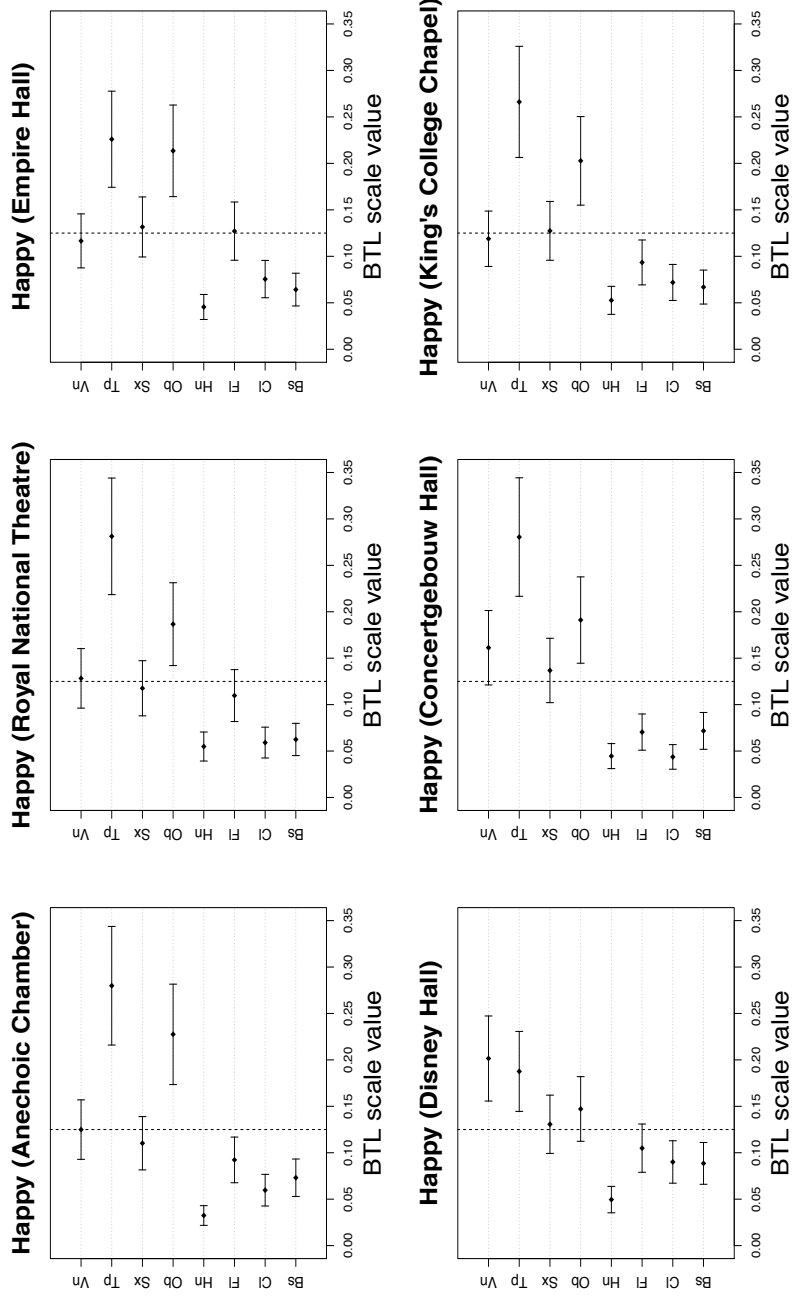 Happy (Anechoic Chamber)
Vn
Tp
Sx
Ob
Hn
Fl
Cl
Bs
0.00 0.05 0.10 0.15 0.20 0.25 0.30 0.35
BTL scale value
Happy (Royal National Theatre)
Vn
Tp
Sx
Ob
Hn
Fl
Cl
Bs
0.00 0.05 0.10 0.15 0.20 0.25 0.30 0.35
BTL scale value
Happy (Empire Hall)
Vn
Tp
Sx
Ob
Hn
Fl
Cl
Bs
0.00 0.05 0.10 0.15 0.20 0.25 0.30 0.35
BTL scale value
Happy (Disney Hall)
Vn
Tp
Sx
Ob
Hn
Fl
Cl
Bs
0.00 0.05 0.10 0.15 0.20 0.25 0.30 0.35
BTL scale value
Happy (Concertgebouw Hall)
Vn
Tp
Sx
Ob
Hn
Fl
Cl
Bs
0.00 0.05 0.10 0.15 0.20 0.25 0.30 0.35
BTL scale value
Happy (King's College Chapel)
Vn
Tp
Sx
Ob
Hn
Fl
Cl
Bs
0.00 0.05 0.10 0.15 0.20 0.25 0.30 0.35
BTL scale value